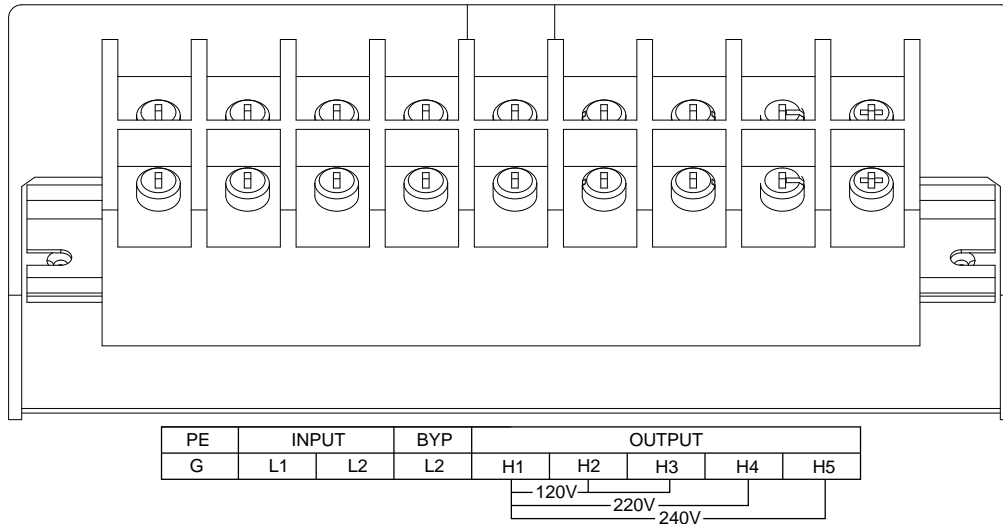 PE INPUT BYP OUTPUT
G L1 L2 L2 H1 H2 H3 H4 H5
120V
220V
240V